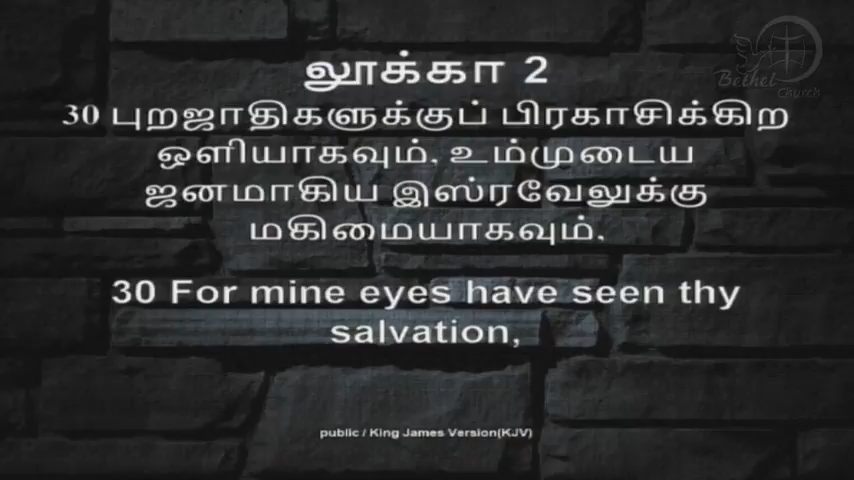 Bethel
Church
லூக்கா 2
30 புறஜாதிகளுக்குப் பிரகாசிக்கிற
ஒளியாகவும், உம்முடைய
ஜனமாகிய இஸ்ரவேலுக்கு
மகிமையாகவும்,
30 For mine eyes have seen thy
salvation,
public / King James Version(KJV)